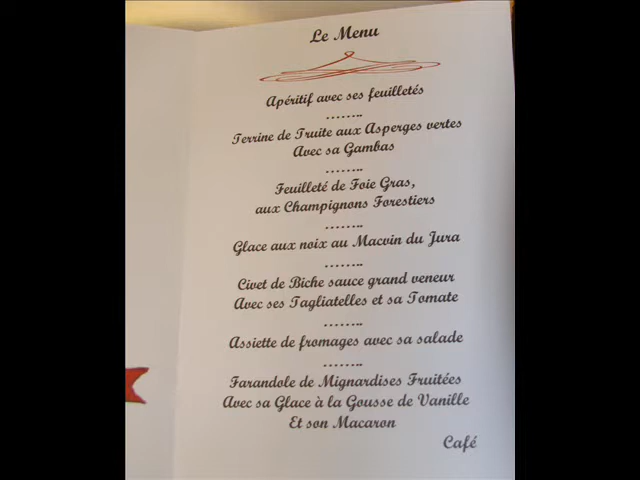 Le Menu
Apéritif avec ses feuilletés
........
Terrine de Truite aux Asperges vertes
Avec sa Gambas
........
Feuilleté de Foie Gras,
aux Champignons Forestiers
........
Glace aux noix au Macvin du Jura
........
Civet de Biche sauce grand veneur
Avec ses Tagliatelles et sa Tomate
........
Assiette de fromages avec sa salade
........
Farandole de Mignardises Fruitées
Avec sa Glace à la Gousse de Vanille
Et son Macaron
Café